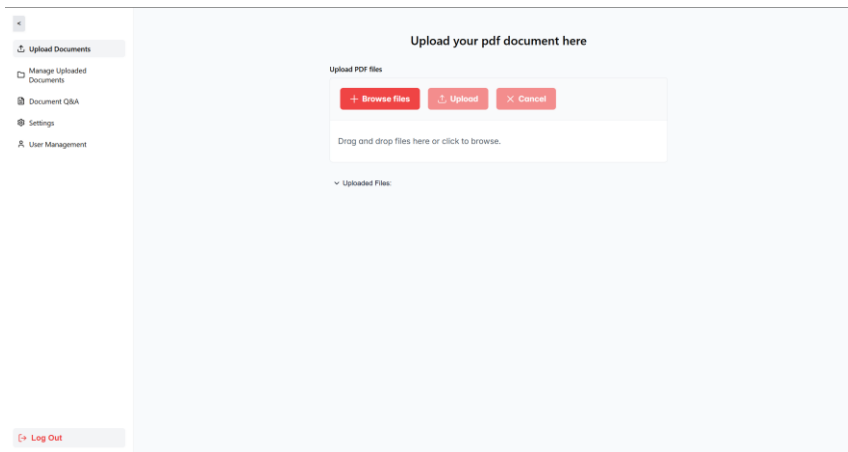 <
Upload Documents
Manage Uploaded
Documents
Document Q&A
Settings
User Management
Log Out
Upload your pdf document here
Upload PDF files
+ Browse files
Upload
× Cancel
Drag and drop files here or click to browse.
Uploaded Files: